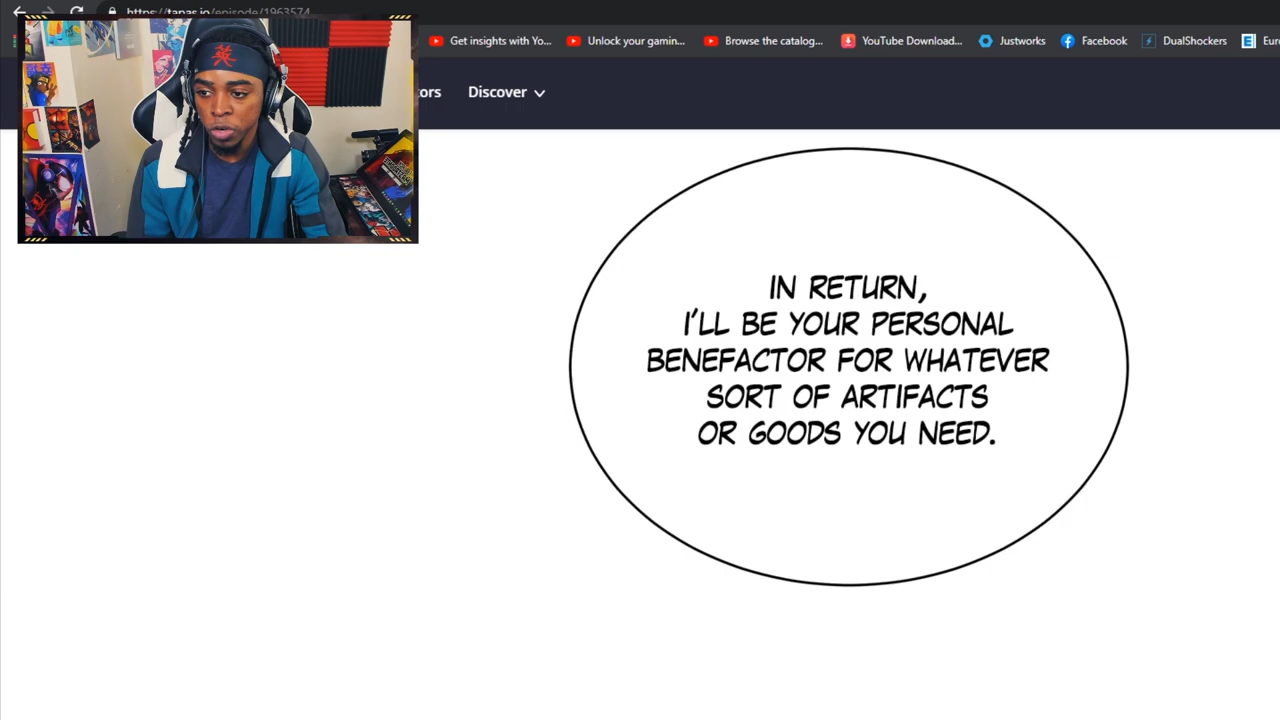 https://tapas.io/episode/1963574
Get insights with Yo...
Unlock your gamin...
Browse the catalog...
YouTube Download...
Justworks
Facebook
DualShockers
Eur
tors
Discover
IN RETURN,
I'LL BE YOUR PERSONAL
BENEFACTOR FOR WHATEVER
SORT OF ARTIFACTS
OR GOODS YOU NEED.